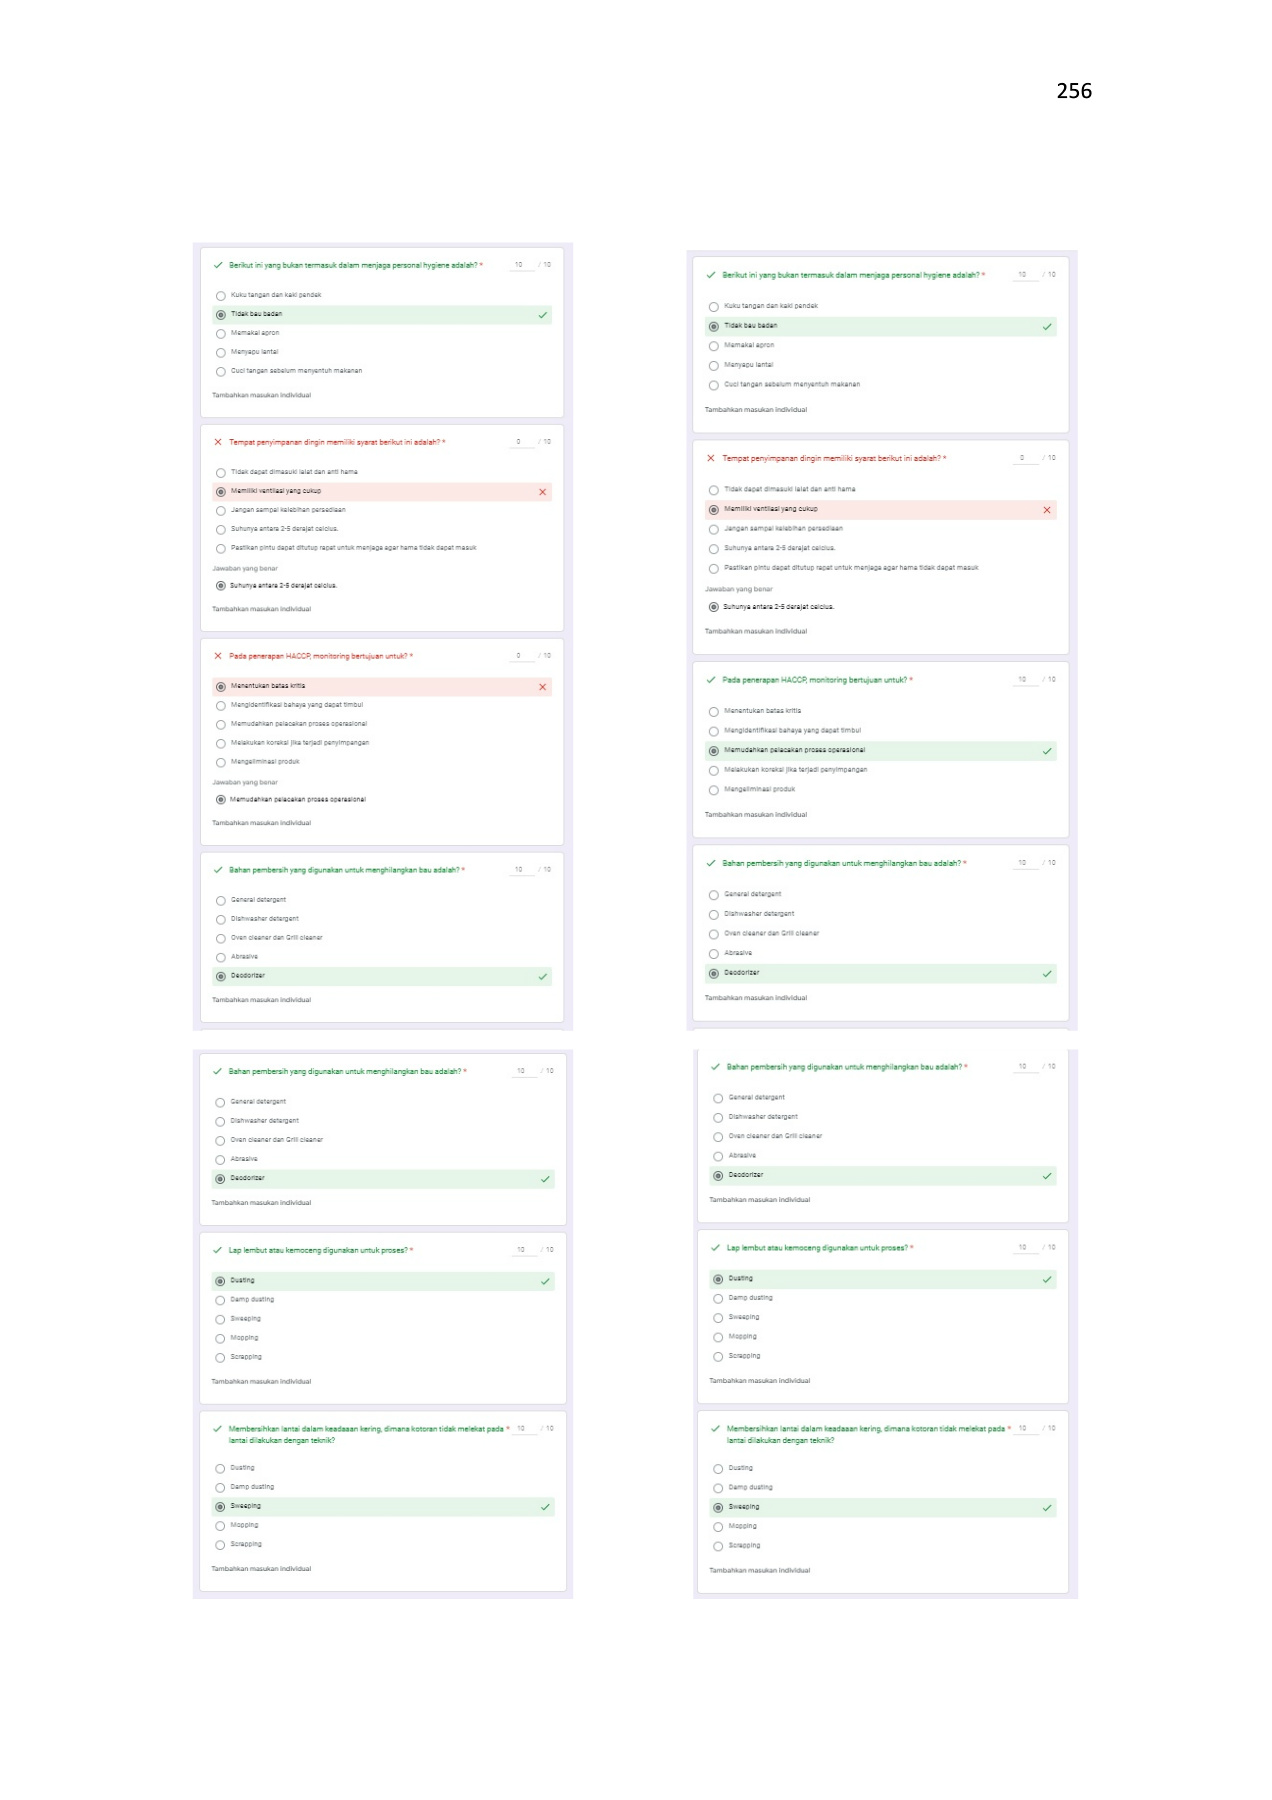 256
Berikut ini yang bukan termasuk dalam menjaga personal hygiene adalah? * 10 / 10
Kuku tangan dan kaki pendek
Tidak bau badan
Memakai apron
Menyapu lantai
Cuci tangan sebelum menyentuh makanan
Tambahkan masukan individual
Tempat penyimpanan dingin memiliki syarat berikut ini adalah? * 0 / 10
Tidak dapat dimasuki lalat dan anti hama
Memiliki ventilasi yang cukup
Jangan sampai kelebihan persediaan
Suhunya antara 2-5 derajat celcius.
Pastikan pintu dapat ditutup rapat untuk menjaga agar hama tidak dapat masuk
Jawaban yang benar
Suhunya antara 2-5 derajat celcius.
Tambahkan masukan individual
Pada penerapan HACCP, monitoring bertujuan untuk? * 0 / 10
Menentukan batas kritis
Mengidentifikasi bahaya yang dapat timbul
Memudahkan pelacakan proses operasional
Melakukan koreksi jika terjadi penyimpangan
Mengeliminasi produk
Jawaban yang benar
Memudahkan pelacakan proses operasional
Tambahkan masukan individual
Bahan pembersih yang digunakan untuk menghilangkan bau adalah? * 10 / 10
General detergent
Dishwasher detergent
Oven cleaner dan Grill cleaner
Abrasive
Deodorizer
Tambahkan masukan individual
Berikut ini yang bukan termasuk dalam menjaga personal hygiene adalah? * 10 / 10
Kuku tangan dan kaki pendek
Tidak bau badan
Memakai apron
Menyapu lantai
Cuci tangan sebelum menyentuh makanan
Tambahkan masukan individual
Tempat penyimpanan dingin memiliki syarat berikut ini adalah? * 0 / 10
Tidak dapat dimasuki lalat dan anti hama
Memiliki ventilasi yang cukup
Jangan sampai kelebihan persediaan
Suhunya antara 2-5 derajat celcius.
Pastikan pintu dapat ditutup rapat untuk menjaga agar hama tidak dapat masuk
Jawaban yang benar
Suhunya antara 2-5 derajat celcius.
Tambahkan masukan individual
Pada penerapan HACCP, monitoring bertujuan untuk? * 10 / 10
Menentukan batas kritis
Mengidentifikasi bahaya yang dapat timbul
Memudahkan pelacakan proses operasional
Melakukan koreksi jika terjadi penyimpangan
Mengeliminasi produk
Tambahkan masukan individual
Bahan pembersih yang digunakan untuk menghilangkan bau adalah? * 10 / 10
General detergent
Dishwasher detergent
Oven cleaner dan Grill cleaner
Abrasive
Deodorizer
Tambahkan masukan individual
Bahan pembersih yang digunakan untuk menghilangkan bau adalah? * 10 / 10
General detergent
Dishwasher detergent
Oven cleaner dan Grill cleaner
Abrasive
Deodorizer
Tambahkan masukan individual
Lap lembut atau kemoceng digunakan untuk proses? * 10 / 10
Dusting
Damp dusting
Sweeping
Mopping
Scrapping
Tambahkan masukan individual
Membersihkan lantai dalam keadaaan kering, dimana kotoran tidak melekat pada * 10 / 10
lantai dilakukan dengan teknik?
Dusting
Damp dusting
Sweeping
Mopping
Scrapping
Tambahkan masukan individual
Bahan pembersih yang digunakan untuk menghilangkan bau adalah? * 10 / 10
General detergent
Dishwasher detergent
Oven cleaner dan Grill cleaner
Abrasive
Deodorizer
Tambahkan masukan individual
Lap lembut atau kemoceng digunakan untuk proses? * 10 / 10
Dusting
Damp dusting
Sweeping
Mopping
Scrapping
Tambahkan masukan individual
Membersihkan lantai dalam keadaaan kering, dimana kotoran tidak melekat pada * 10 / 10
lantai dilakukan dengan teknik?
Dusting
Damp dusting
Sweeping
Mopping
Scrapping
Tambahkan masukan individual